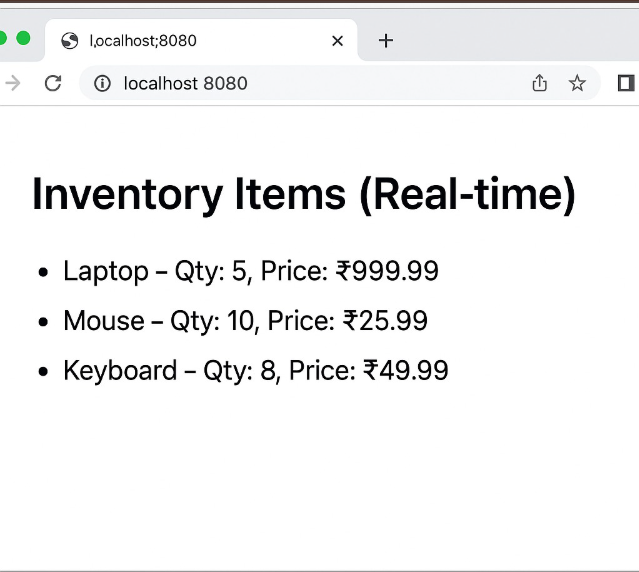 l,ocalhost;8080
localhost 8080
Inventory Items (Real-time)
• Laptop – Qty: 5, Price: ₹999.99
• Mouse – Qty: 10, Price: ₹25.99
• Keyboard – Qty: 8, Price: ₹49.99